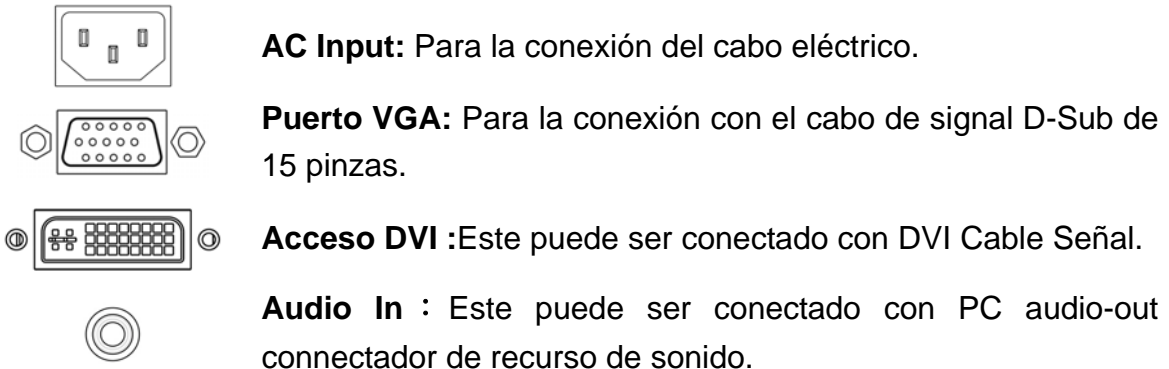 AC Input: Para la conexión del cabo eléctrico.
Puerto VGA: Para la conexión con el cabo de signal D-Sub de
15 pinzas.
Acceso DVI :Este puede ser conectado con DVI Cable Señal.
Audio In：Este puede ser conectado con PC audio-out
connectador de recurso de sonido.